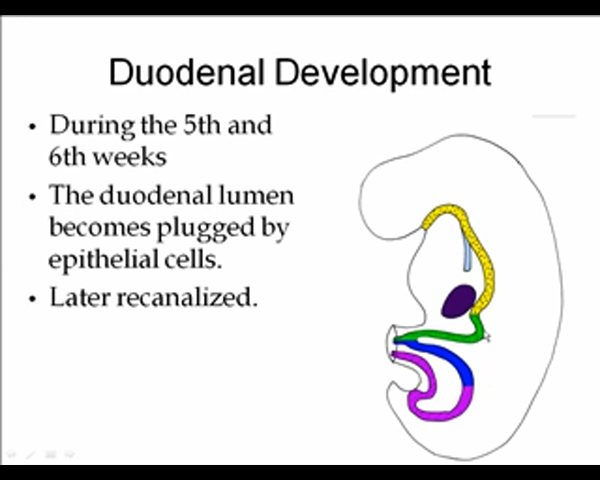 Duodenal Development
• During the 5th and
6th weeks
• The duodenal lumen
becomes plugged by
epithelial cells.
• Later recanalized.